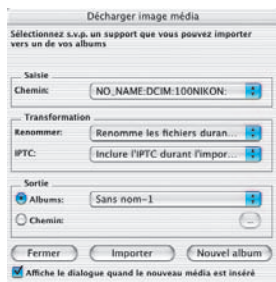 Décharger image média
Sélectionnez s.v.p. un support que vous pouvez importer
vers un de vos albums
Saisie
Chemin: NO_NAME:DCIM:100NIKON:
Transformation
Renommer: Renomme les fichiers duran...
IPTC: Inclure l'IPTC durant l'impor...
Sortie
Albums: Sans nom-1
Chemin: ...
Fermer Importer Nouvel album
Affiche le dialogue quand le nouveau média est inséré